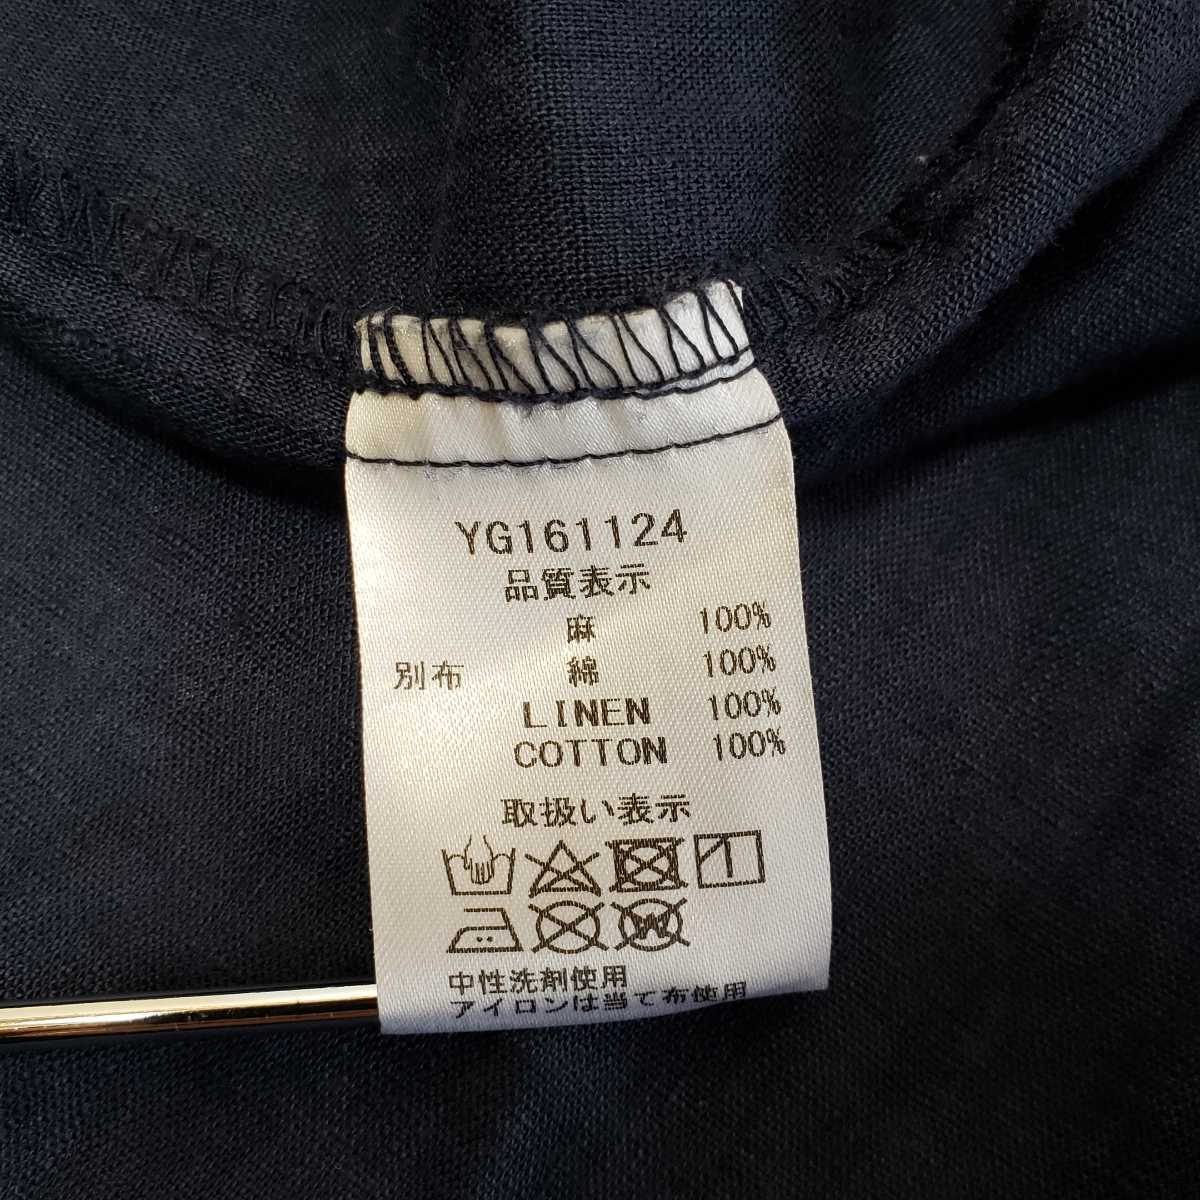 YG161124
品質表示
麻 100%
別布 綿 100%
LINEN 100%
COTTON 100%
取扱い表示
W
中性洗剤使用
アイロンは当て布使用